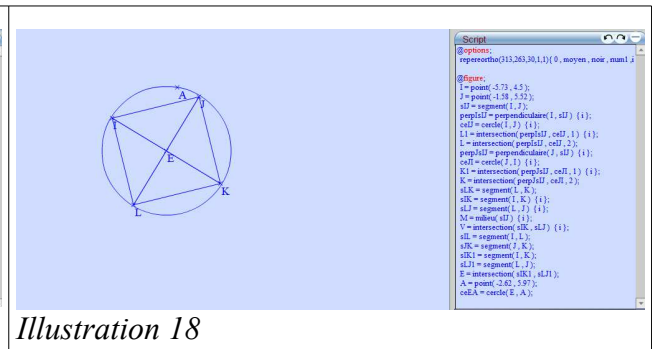 A
J
I
E
K
L
Script
@options;
repereortho(313,263,30,1,1){ 0 , moyen , noir , num1 ,i
@figure;
I = point( -5.73 , 4.5 );
J = point( -1.58 , 5.52 );
sIJ = segment( I , J );
perpIsIJ = perpendiculaire( I , sIJ ) { i };
ceIJ = cercle( I , J ) { i };
L1 = intersection( perpIsIJ , ceIJ , 1 ) { i };
L = intersection( perpIsIJ , ceIJ , 2 );
perpJsIJ = perpendiculaire( J , sIJ ) { i };
ceJI = cercle( J , I ) { i };
K1 = intersection( perpJsIJ , ceJI , 1 ) { i };
K = intersection( perpJsIJ , ceJI , 2 );
sLK = segment( L , K );
sIK = segment( I , K ) { i };
sLJ = segment( L , J ) { i };
M = milieu( sIJ ) { i };
V = intersection( sIK , sLJ ) { i };
sIL = segment( I , L );
sJK = segment( J , K );
sIK1 = segment( I , K );
sLJ1 = segment( L , J );
E = intersection( sIK1 , sLJ1 );
A = point( -2.62 , 5.97 );
ceEA = cercle( E , A );
Illustration 18